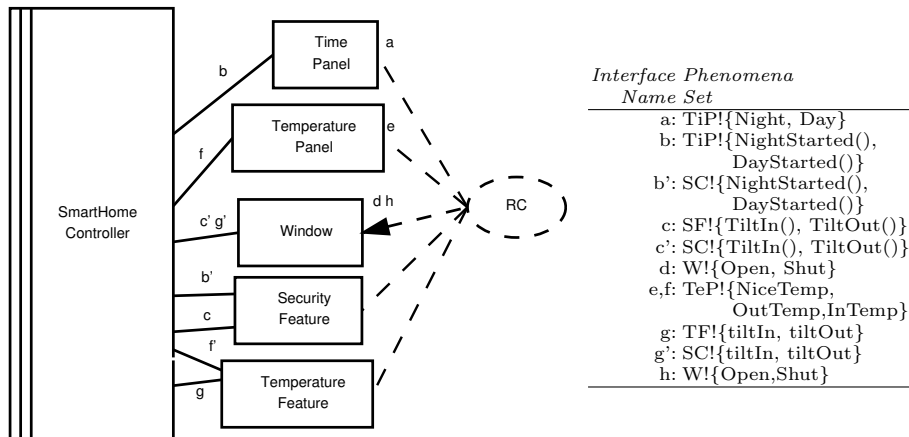 Time
Panel
a
b
Temperature
Panel
e
f
SmartHome
Controller
c' g'
Window
d h
RC
b'
Security
Feature
c
f'
Temperature
Feature
g
Interface Phenomena
Name Set
a: TiP!{Night, Day}
b: TiP!{NightStarted(),
DayStarted()}
b': SC!{NightStarted(),
DayStarted()}
c: SF!{TiltIn(), TiltOut()}
c': SC!{TiltIn(), TiltOut()}
d: W!{Open, Shut}
e,f: TeP!{NiceTemp,
OutTemp,InTemp}
g: TF!{tiltIn, tiltOut}
g': SC!{tiltIn, tiltOut}
h: W!{Open,Shut}